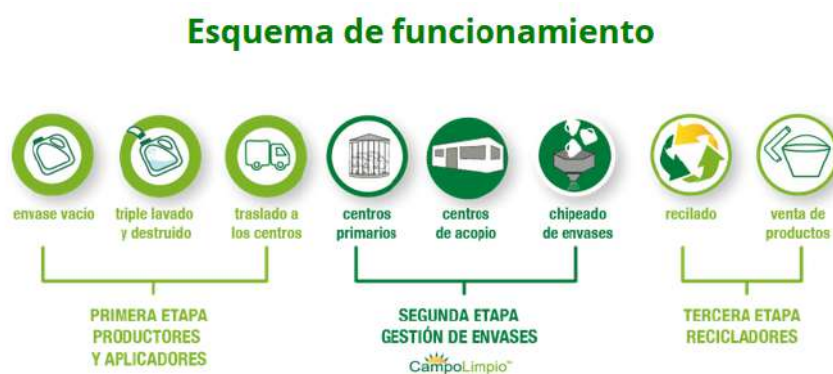 Esquema de funcionamiento
envase vacío
triple lavado
y destruido
traslado a
los centros
centros
primarios
centros
de acopio
chipeado
de envases
recilado
venta de
productos
PRIMERA ETAPA
PRODUCTORES
Y APLICADORES
SEGUNDA ETAPA
GESTIÓN DE ENVASES
CampoLimpio
TERCERA ETAPA
RECICLADORES